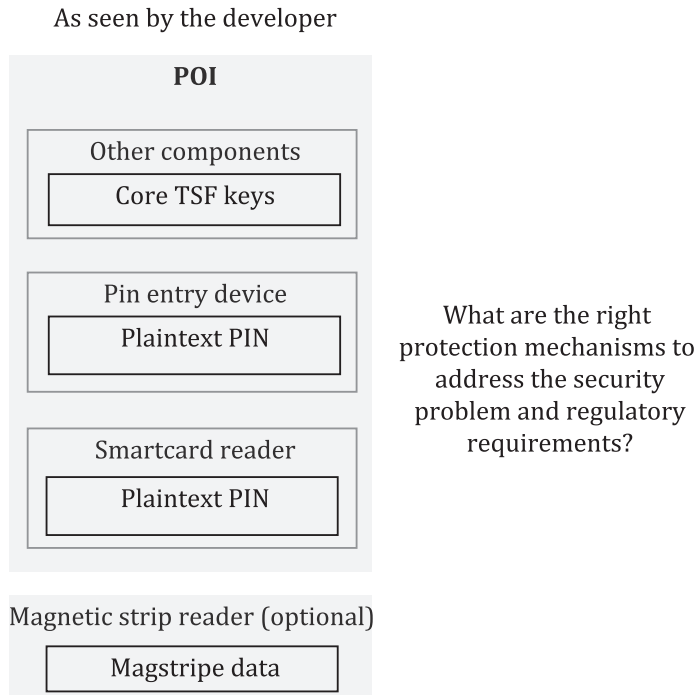 As seen by the developer
POI
Other components
Core TSF keys
Pin entry device
Plaintext PIN
Smartcard reader
Plaintext PIN
Magnetic strip reader (optional)
Magstripe data
What are the right
protection mechanisms to
address the security
problem and regulatory
requirements?